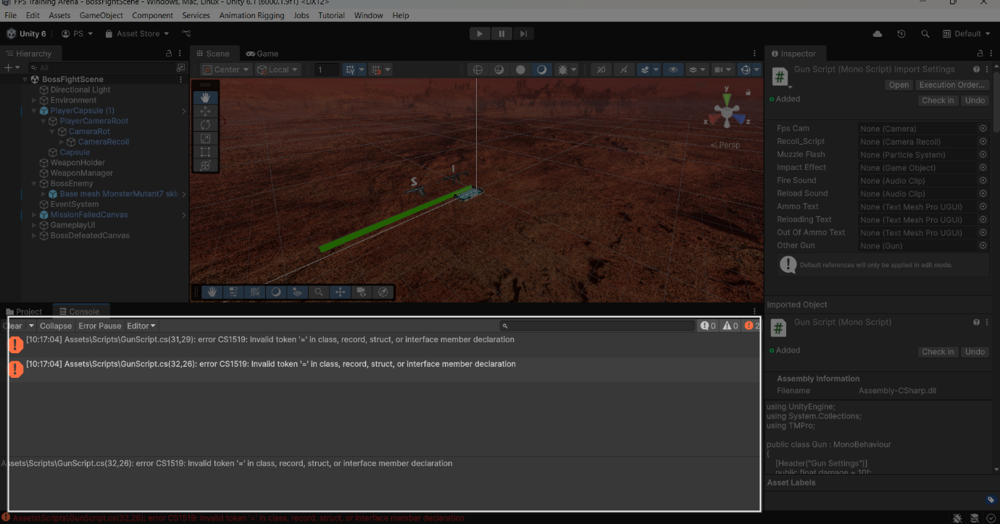 FPS Training Arena - BossFightScene - Windows, Mac, Linux - Unity 6.1 (6000.1.9f1) <DX12>
File Edit Assets GameObject Component Services Animation Rigging Jobs Tutorial Window Help
Unity 6 PS Asset Store Default
Hierarchy
All
BossFightScene
Directional Light
Environment
PlayerCapsule (1)
PlayerCameraRoot
CameraRot
CameraRecoil
Capsule
WeaponHolder
WeaponManager
BossEnemy
Base mesh MonsterMutant7 ski
EventSystem
MissionFailedCanvas
GameplayUI
BossDefeatedCanvas
Scene Game
Center Local 1
y
x z
Persp
S I
Inspector
Gun Script (Mono Script) Import Settings
Open Execution Order...
Added Check in Undo
Fps Cam None (Camera)
Recoil_Script None (Camera Recoil)
Muzzle Flash None (Particle System)
Impact Effect None (Game Object)
Fire Sound None (Audio Clip)
Reload Sound None (Audio Clip)
Ammo Text None (Text Mesh Pro UGUI)
Reloading Text None (Text Mesh Pro UGUI)
Out Of Ammo Text None (Text Mesh Pro UGUI)
Other Gun None (Gun)
Default references will only be applied in edit mode.
Imported Object
Gun Script (Mono Script)
Added Check in Undo
Assembly Information
Filename Assembly-CSharp.dll
using UnityEngine;
using System.Collections;
using TMPro;
public class Gun : MonoBehaviour
{
[Header("Gun Settings")]
public float damage = 10f;
Asset Labels
Project Console
Clear Collapse Error Pause Editor 0 0 2
[10:17:04] Assets\Scripts\GunScript.cs(31,29): error CS1519: Invalid token '=' in class, record, struct, or interface member declaration
[10:17:04] Assets\Scripts\GunScript.cs(32,26): error CS1519: Invalid token '=' in class, record, struct, or interface member declaration
Assets\Scripts\GunScript.cs(32,26): error CS1519: Invalid token '=' in class, record, struct, or interface member declaration
Assets\Scripts\GunScript.cs(32,26): error CS1519: Invalid token '=' in class, record, struct, or interface member declaration